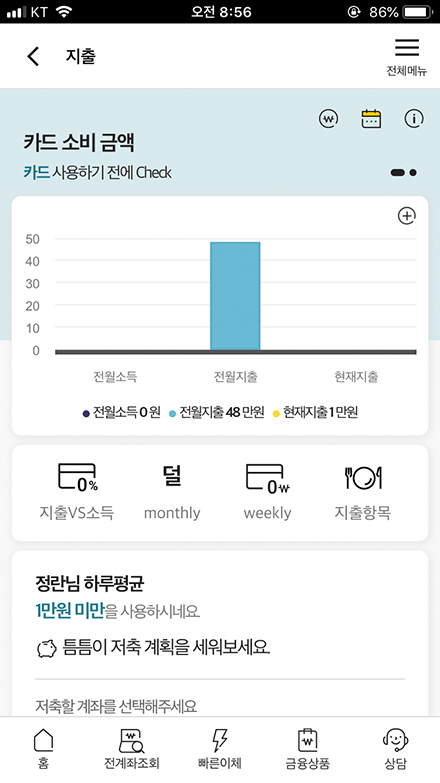 KT 오전 8:56 86%
지출
전체메뉴
카드 소비 금액
카드 사용하기 전에 Check
50
40
30
20
10
0
전월소득 전월지출 현재지출
전월소득 0 원 전월지출 48 만원 현재지출 1 만원
0% 덜 0₩
지출VS소득 monthly weekly 지출항목
정란님 하루평균
1만원 미만을 사용하시네요.
틈틈이 저축 계획을 세워보세요.
저축할 계좌를 선택해주세요
홈 전계좌조회 빠른이체 금융상품 상담